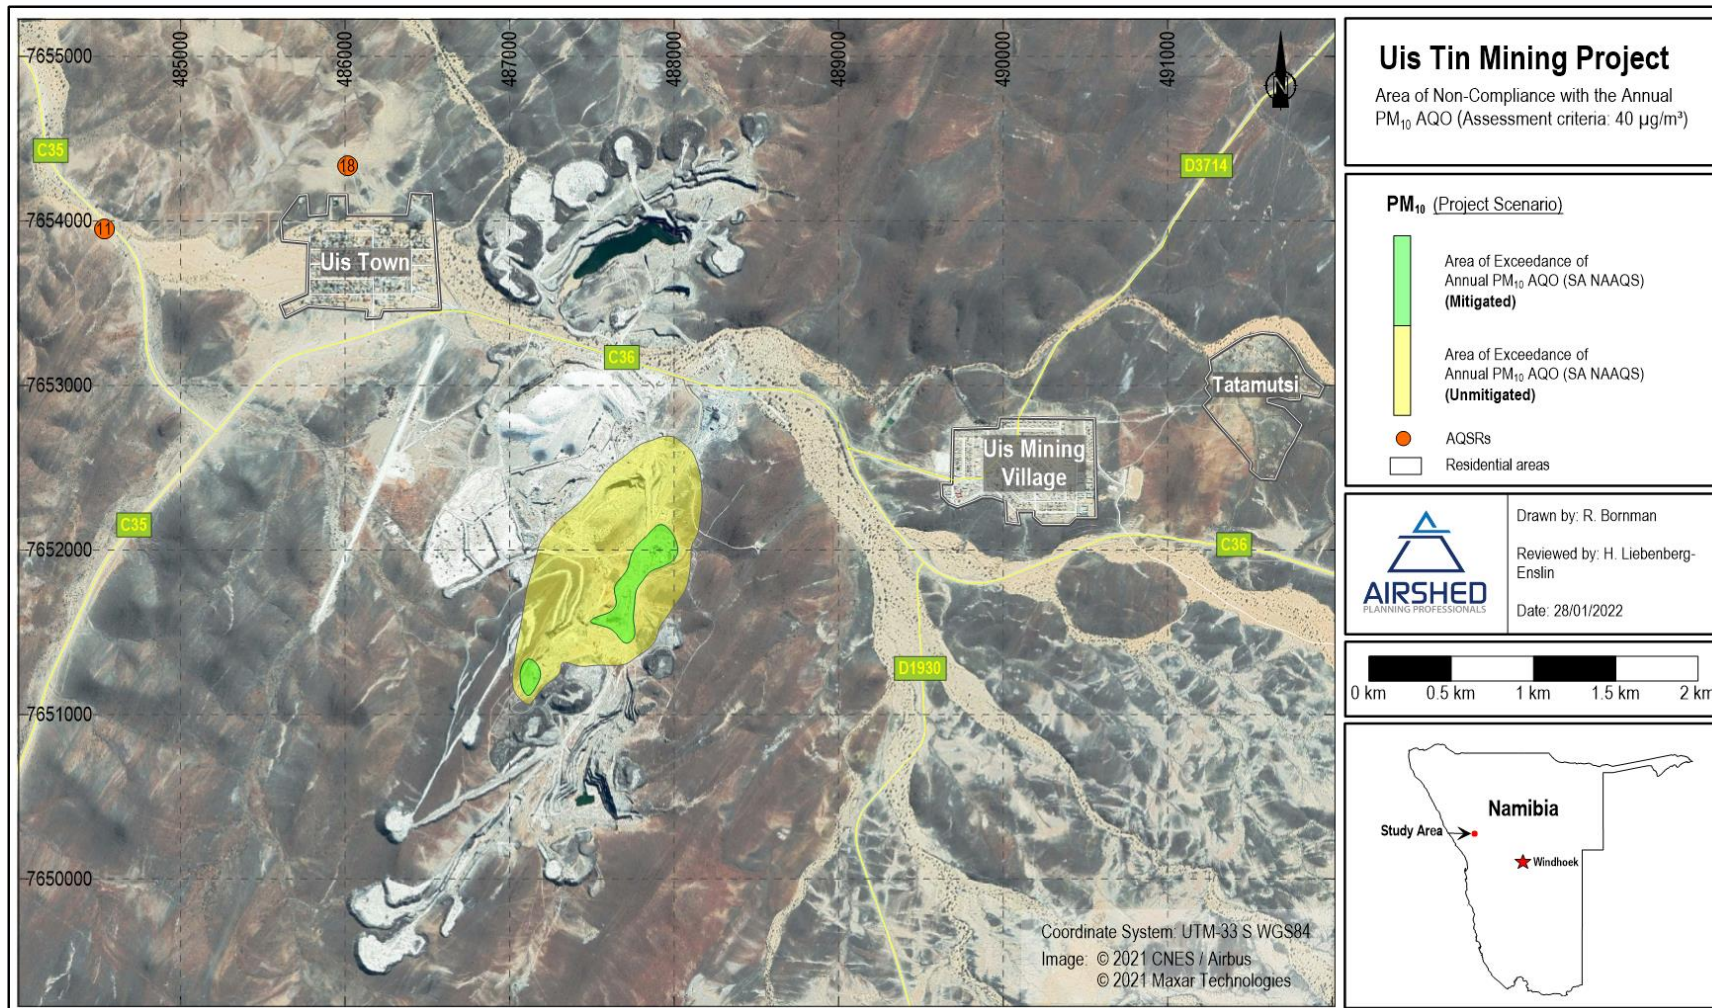 Uis Tin Mining Project
Area of Non-Compliance with the Annual
PM₁₀ AQO (Assessment criteria: 40 µg/m³)
PM₁₀ (Project Scenario)
Area of Exceedance of
Annual PM₁₀ AQO (SA NAAQS)
(Mitigated)
Area of Exceedance of
Annual PM₁₀ AQO (SA NAAQS)
(Unmitigated)
AQSRs
Residential areas
AIRSHED
PLANNING PROFESSIONALS
Drawn by: R. Bornman
Reviewed by: H. Liebenberg-
Enslin
Date: 28/01/2022
0 km 0.5 km 1 km 1.5 km 2 km
Namibia
Study Area
Windhoek
485000
486000
487000
488000
489000
490000
491000
7655000
7654000
7653000
7652000
7651000
7650000
N
C35
18
11
D3714
Uis Town
C36
Tatamutsi
Uis Mining
Village
C35
C36
D1930
Coordinate System: UTM-33 S WGS84
Image: © 2021 CNES / Airbus
© 2021 Maxar Technologies